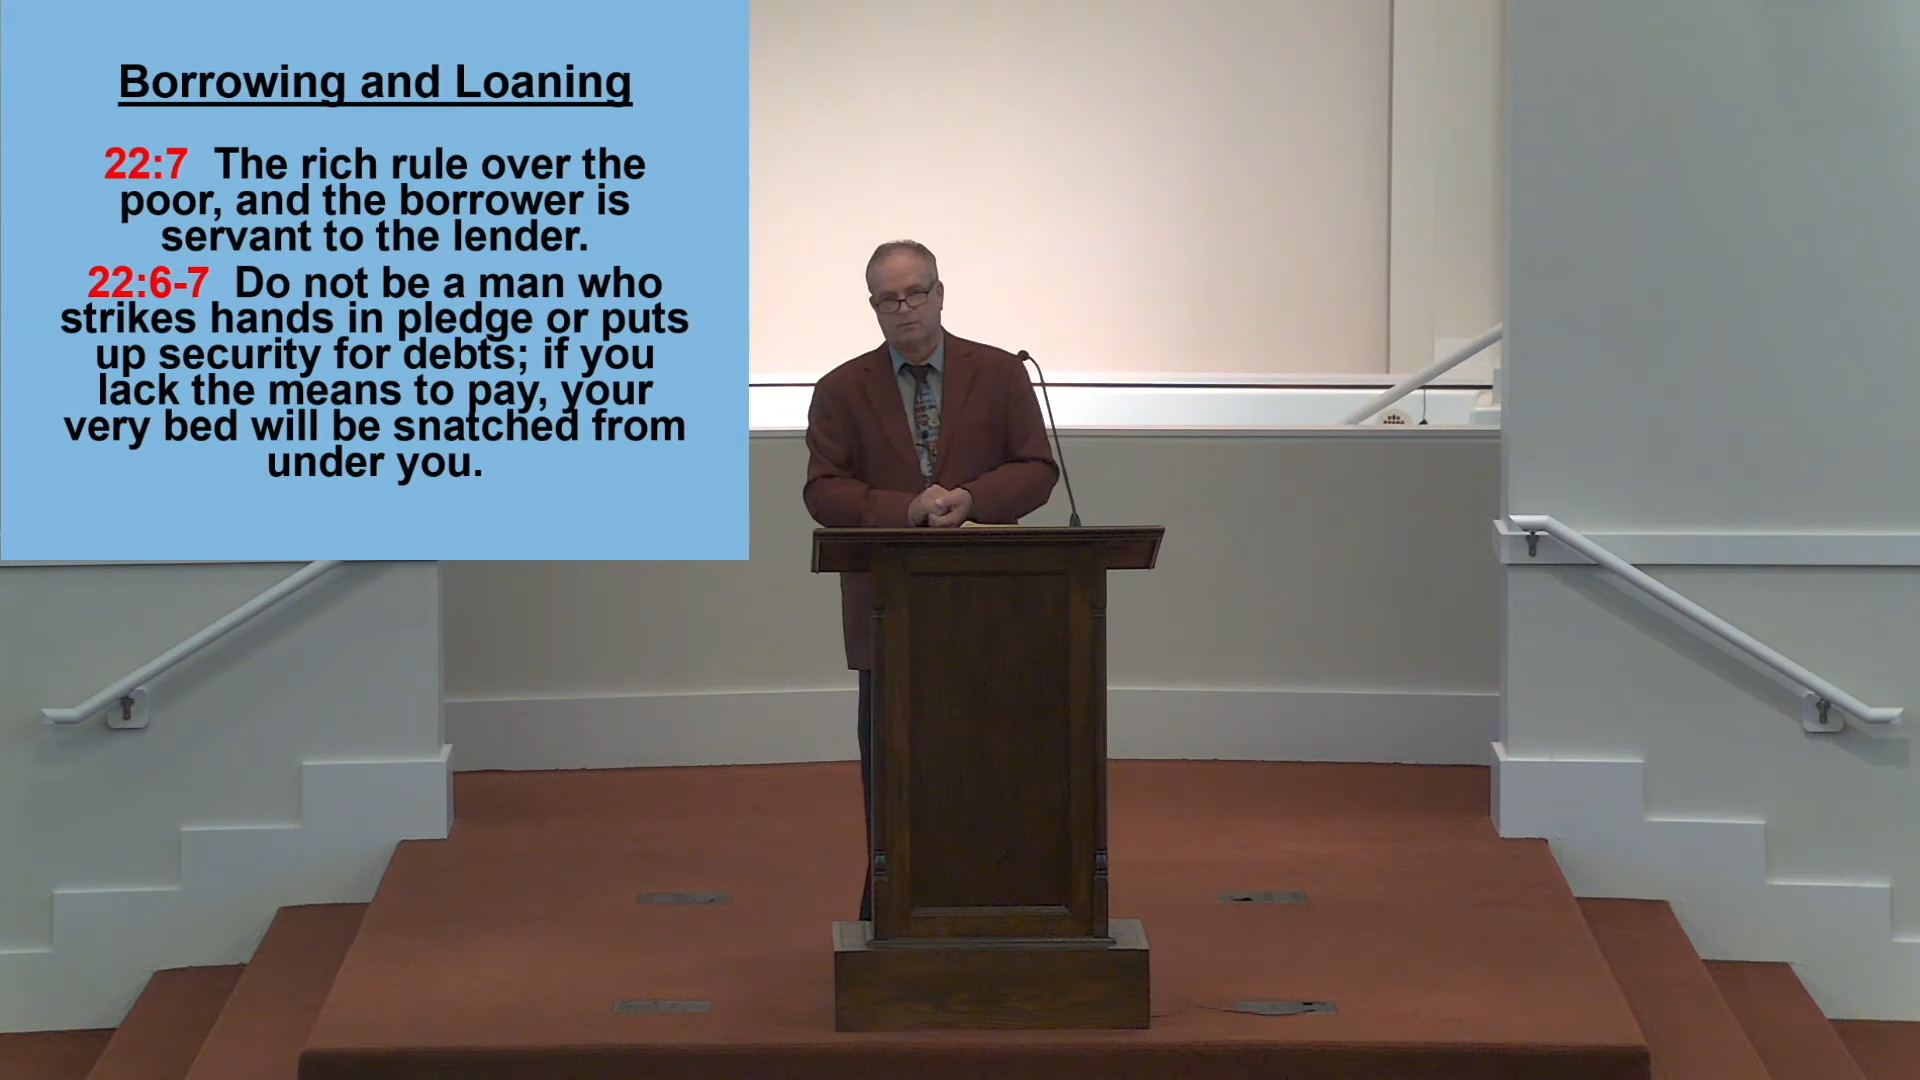 Borrowing and Loaning
22:7 The rich rule over the
poor, and the borrower is
servant to the lender.
22:6-7 Do not be a man who
strikes hands in pledge or puts
up security for debts; if you
lack the means to pay, your
very bed will be snatched from
under you.